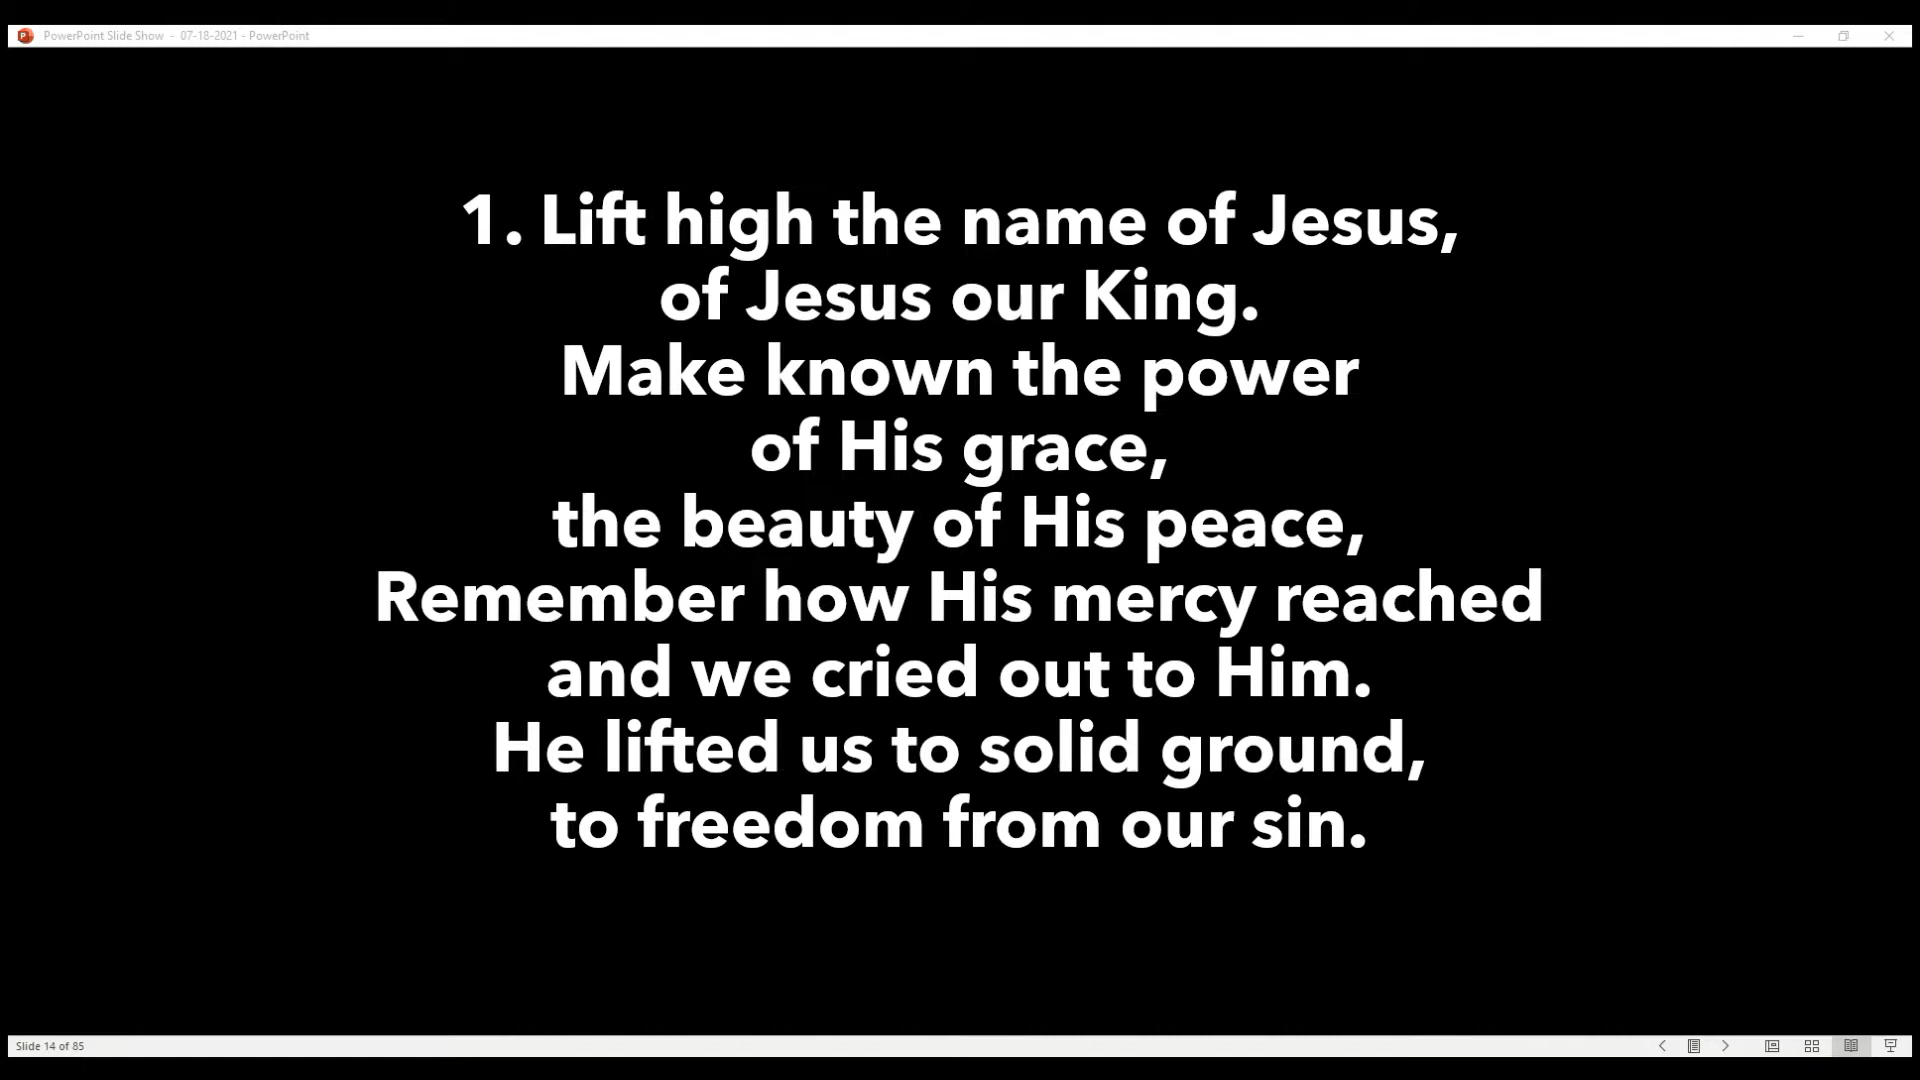 PowerPoint Slide Show - 07-18-2021 - PowerPoint
1. Lift high the name of Jesus,
of Jesus our King.
Make known the power
of His grace,
the beauty of His peace,
Remember how His mercy reached
and we cried out to Him.
He lifted us to solid ground,
to freedom from our sin.
Slide 14 of 85